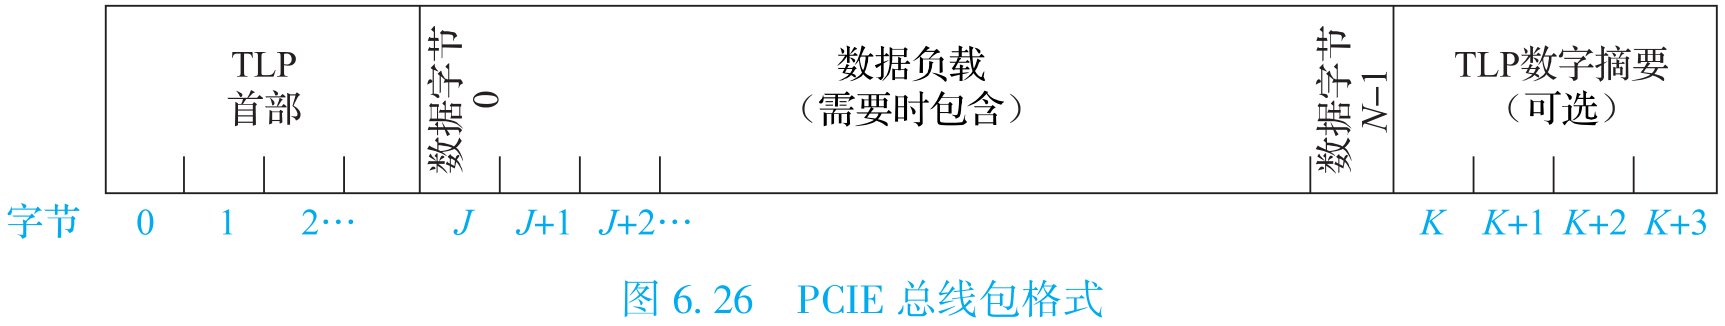 TLP
首部
数据字节
0
数据负载
（需要时包含）
数据字节
N-1
TLP数字摘要
（可选）
字节 0 1 2… J J+1 J+2… K K+1 K+2 K+3
图 6.26 PCIE 总线包格式